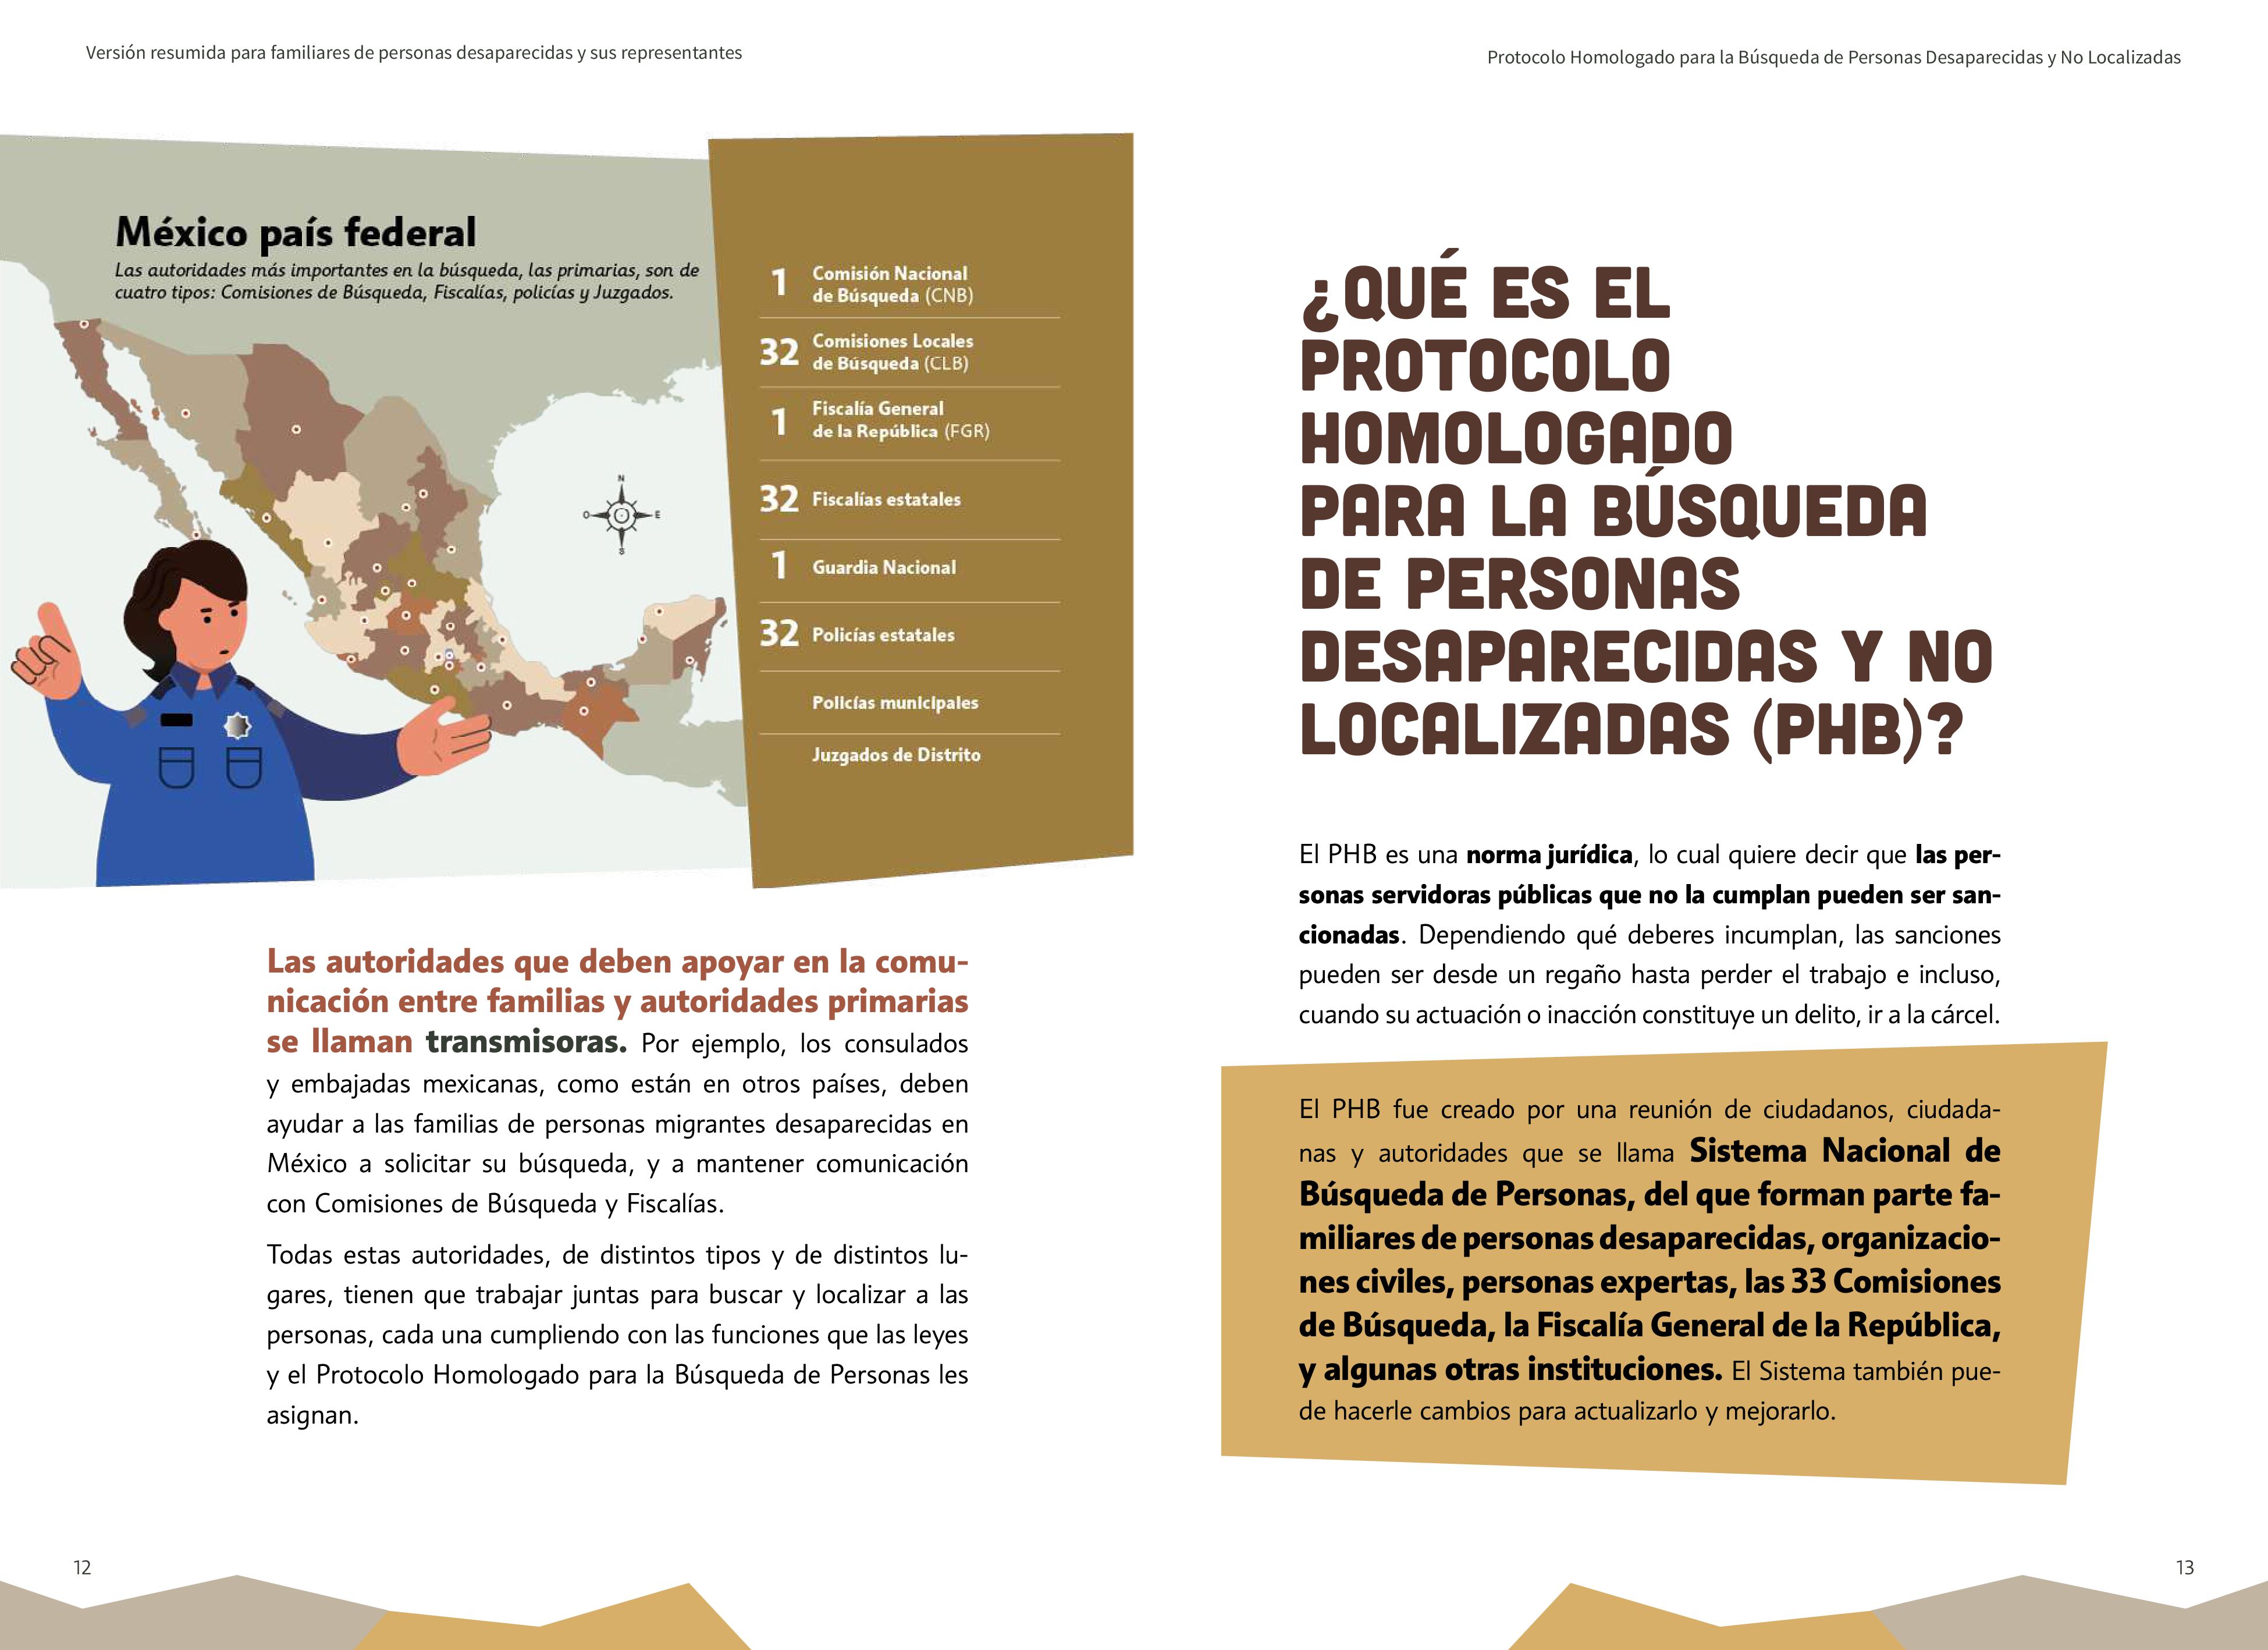 Versión resumida para familiares de personas desaparecidas y sus representantes
México país federal
Las autoridades más importantes en la búsqueda, las primarias, son de
cuatro tipos: Comisiones de Búsqueda, Fiscalías, policías y Juzgados.
N
O
E
S
1 Comisión Nacional
de Búsqueda (CNB)
32 Comisiones Locales
de Búsqueda (CLB)
1 Fiscalía General
de la República (FGR)
32 Fiscalías estatales
1 Guardia Nacional
32 Policías estatales
Policías municipales
Juzgados de Distrito
Las autoridades que deben apoyar en la comu-
nicación entre familias y autoridades primarias
se llaman transmisoras. Por ejemplo, los consulados
y embajadas mexicanas, como están en otros países, deben
ayudar a las familias de personas migrantes desaparecidas en
México a solicitar su búsqueda, y a mantener comunicación
con Comisiones de Búsqueda y Fiscalías.
Todas estas autoridades, de distintos tipos y de distintos lu-
gares, tienen que trabajar juntas para buscar y localizar a las
personas, cada una cumpliendo con las funciones que las leyes
y el Protocolo Homologado para la Búsqueda de Personas les
asignan.
12
Protocolo Homologado para la Búsqueda de Personas Desaparecidas y No Localizadas
¿QUÉ ES EL
PROTOCOLO
HOMOLOGADO
PARA LA BÚSQUEDA
DE PERSONAS
DESAPARECIDAS Y NO
LOCALIZADAS (PHB)?
El PHB es una norma jurídica, lo cual quiere decir que las per-
sonas servidoras públicas que no la cumplan pueden ser san-
cionadas. Dependiendo qué deberes incumplan, las sanciones
pueden ser desde un regaño hasta perder el trabajo e incluso,
cuando su actuación o inacción constituye un delito, ir a la cárcel.
El PHB fue creado por una reunión de ciudadanos, ciudada-
nas y autoridades que se llama Sistema Nacional de
Búsqueda de Personas, del que forman parte fa-
miliares de personas desaparecidas, organizacio-
nes civiles, personas expertas, las 33 Comisiones
de Búsqueda, la Fiscalía General de la República,
y algunas otras instituciones. El Sistema también pue-
de hacerle cambios para actualizarlo y mejorarlo.
13